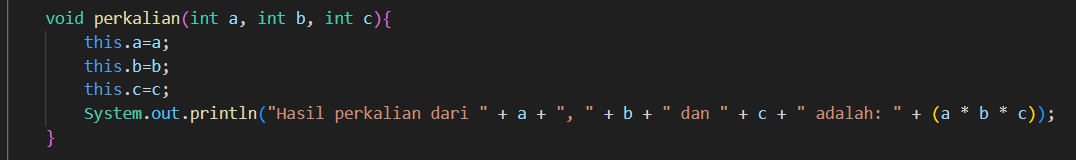 void perkalian(int a, int b, int c){
this.a=a;
this.b=b;
this.c=c;
System.out.println("Hasil perkalian dari " + a + ", " + b + " dan " + c + " adalah: " + (a * b * c));
}